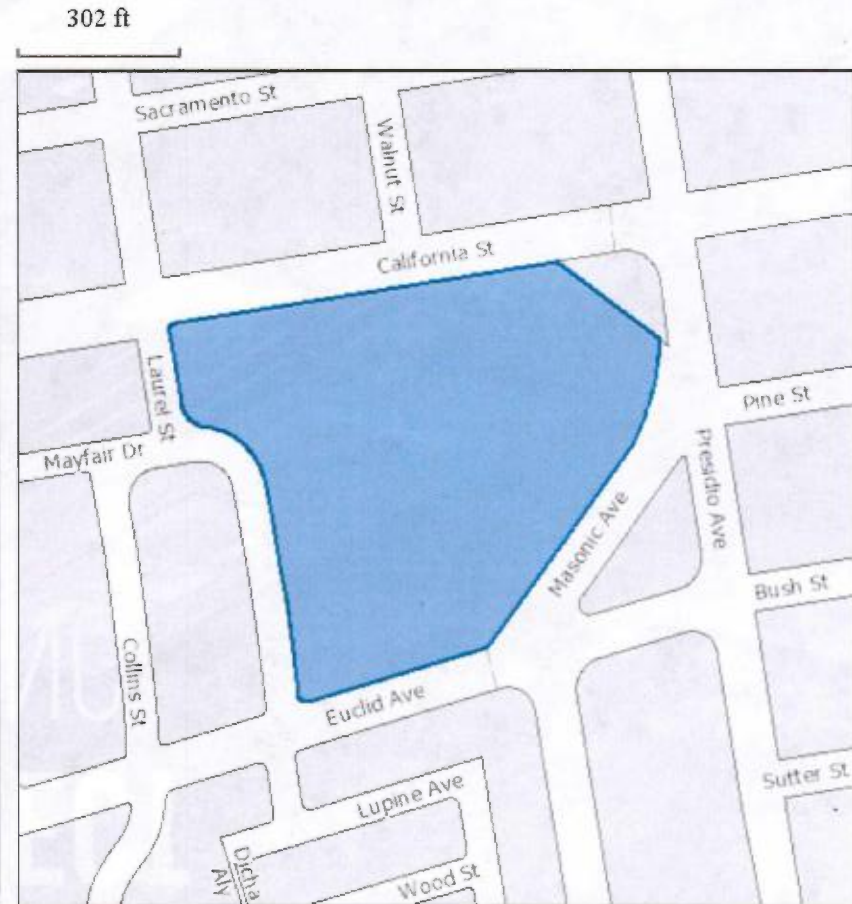 302 ft
Sacramento St
Walnut St
California St
Laurel St
Mayfair Dr
Pine St
Presidio Ave
Masonic Ave
Bush St
Collins St
Euclid Ave
Sutter St
Lupine Ave
Dicha
Aly
Wood St